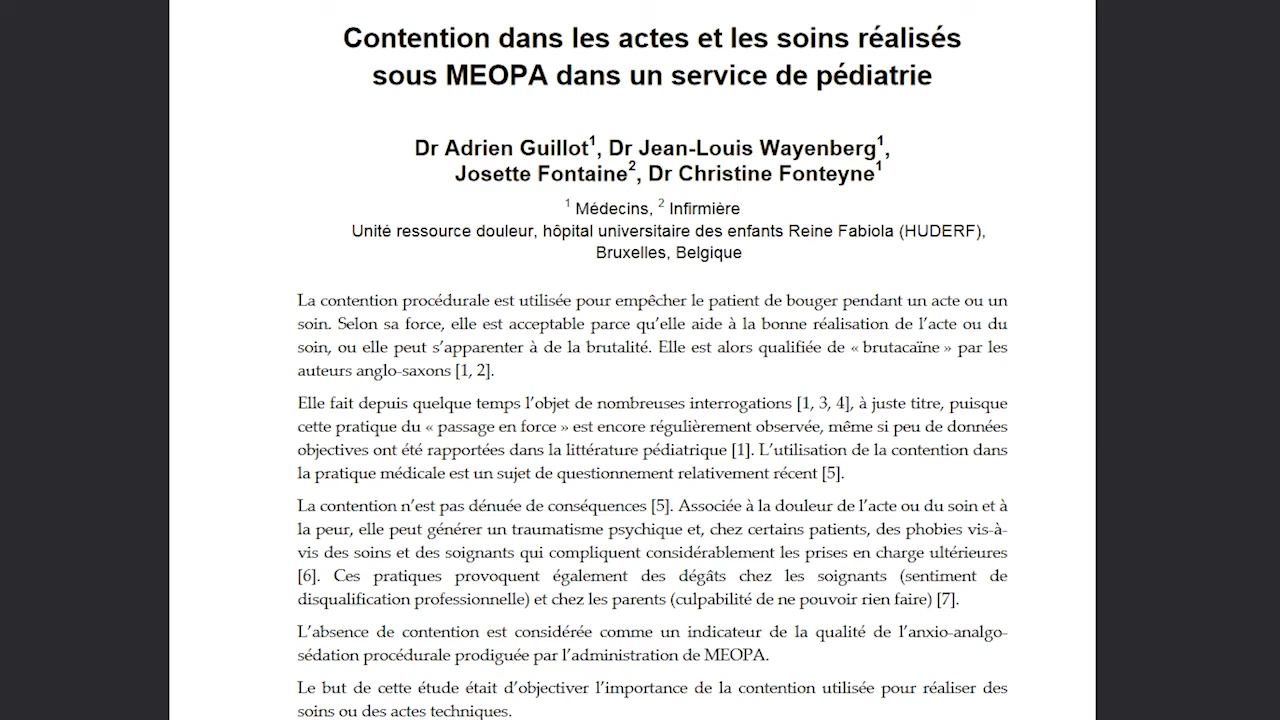 Contention dans les actes et les soins réalisés
sous MEOPA dans un service de pédiatrie
Dr Adrien Guillot1, Dr Jean-Louis Wayenberg1,
Josette Fontaine2, Dr Christine Fonteyne1
1 Médecins, 2 Infirmière
Unité ressource douleur, hôpital universitaire des enfants Reine Fabiola (HUDERF),
Bruxelles, Belgique
La contention procédurale est utilisée pour empêcher le patient de bouger pendant un acte ou un
soin. Selon sa force, elle est acceptable parce qu’elle aide à la bonne réalisation de l’acte ou du
soin, ou elle peut s’apparenter à de la brutalité. Elle est alors qualifiée de « brutacaïne » par les
auteurs anglo-saxons [1, 2].
Elle fait depuis quelque temps l’objet de nombreuses interrogations [1, 3, 4], à juste titre, puisque
cette pratique du « passage en force » est encore régulièrement observée, même si peu de données
objectives ont été rapportées dans la littérature pédiatrique [1]. L’utilisation de la contention dans
la pratique médicale est un sujet de questionnement relativement récent [5].
La contention n’est pas dénuée de conséquences [5]. Associée à la douleur de l’acte ou du soin et à
la peur, elle peut générer un traumatisme psychique et, chez certains patients, des phobies vis-à-
vis des soins et des soignants qui compliquent considérablement les prises en charge ultérieures
[6]. Ces pratiques provoquent également des dégâts chez les soignants (sentiment de
disqualification professionnelle) et chez les parents (culpabilité de ne pouvoir rien faire) [7].
L’absence de contention est considérée comme un indicateur de la qualité de l’anxio-analgo-
sédation procédurale prodiguée par l’administration de MEOPA.
Le but de cette étude était d’objectiver l’importance de la contention utilisée pour réaliser des
soins ou des actes techniques.